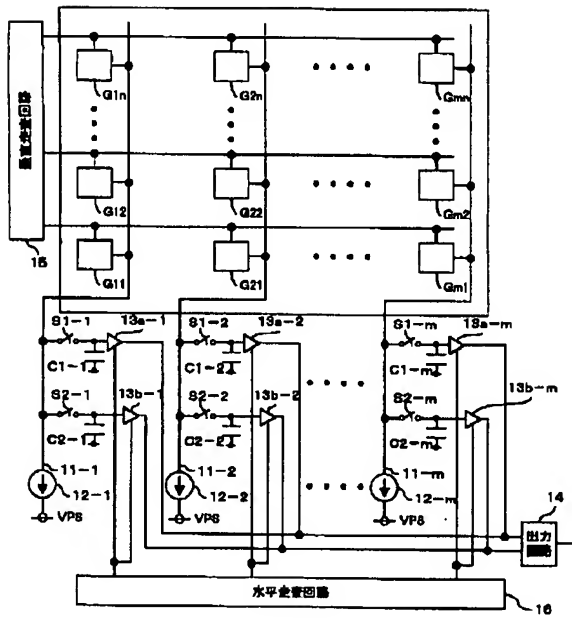 垂直走査回路
15
G1n
G2n
Gmn
G12
G22
Gm2
G11
G21
Gm1
S1-1
13a-1
S1-2
13a-2
S1-m
13a-m
C1-1
C1-2
C1-m
S2-1
13b-1
S2-2
13b-2
S2-m
13b-m
C2-1
C2-2
C2-m
11-1
11-2
11-m
12-1
12-2
12-m
VPS
VPS
VPS
14
出力回路
水平走査回路
16